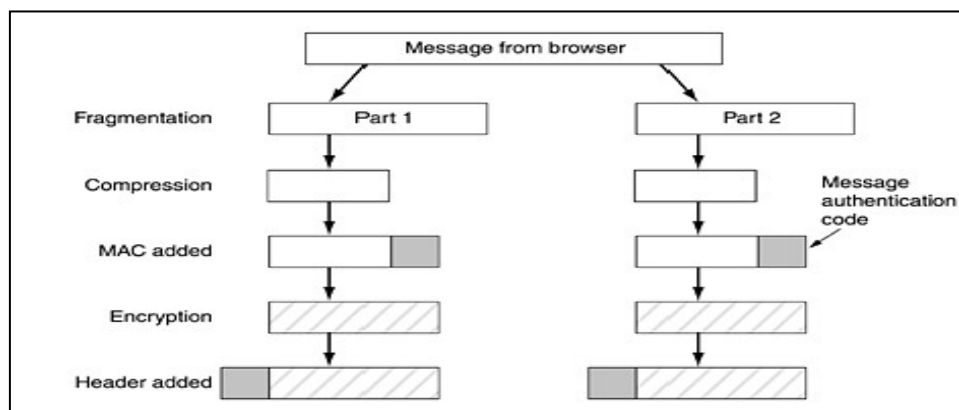 Message from browser
Fragmentation
Part 1
Part 2
Compression
Message
authentication
code
MAC added
Encryption
Header added